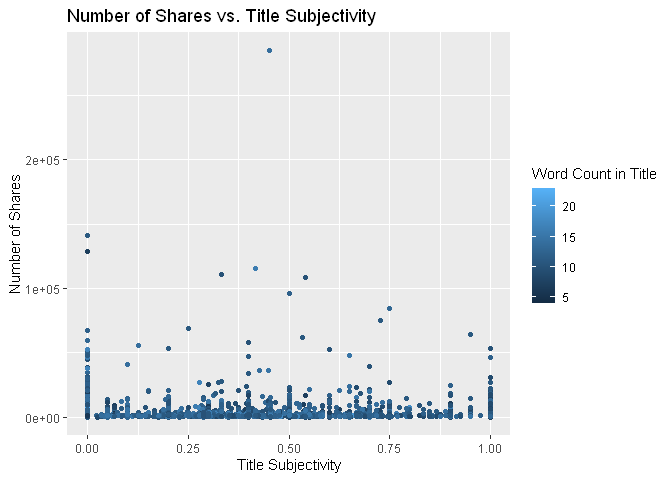 Number of Shares vs. Title Subjectivity
Number of Shares
2e+05
1e+05
0e+00
0.00 0.25 0.50 0.75 1.00
Title Subjectivity
Word Count in Title
20
15
10
5